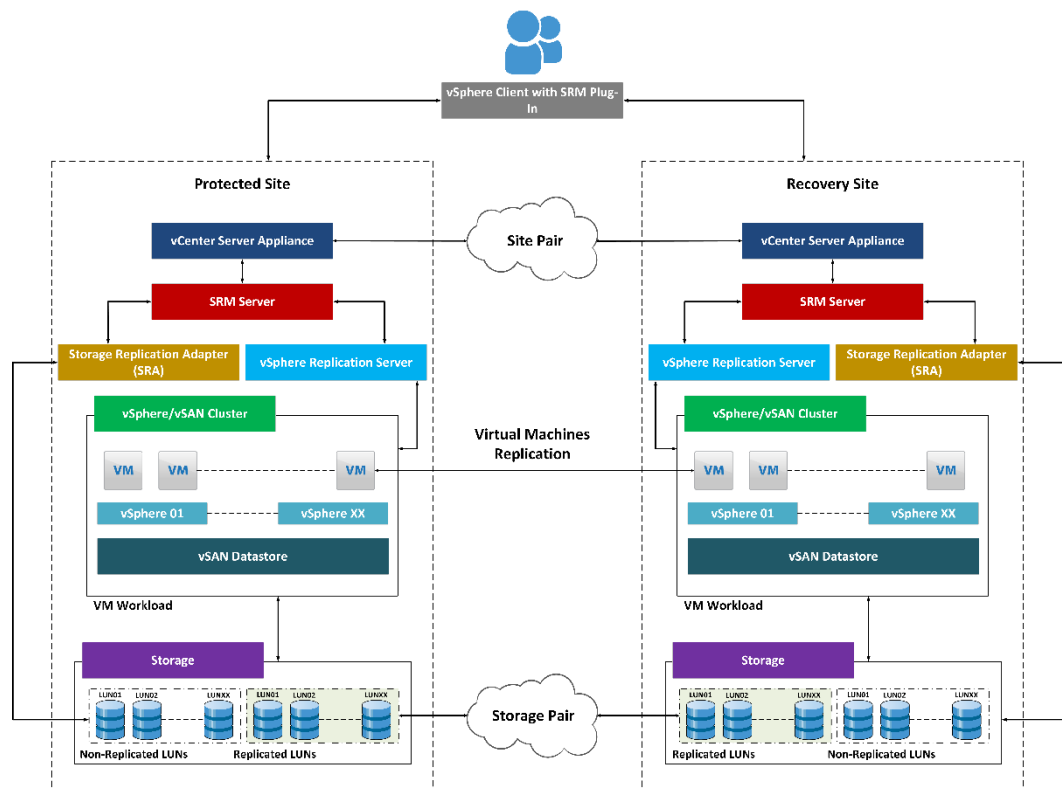 vSphere Client with SRM Plug-
In
Protected Site
Recovery Site
vCenter Server Appliance
Site Pair
vCenter Server Appliance
SRM Server
SRM Server
Storage Replication Adapter
(SRA)
vSphere Replication Server
vSphere Replication Server
Storage Replication Adapter
(SRA)
vSphere/vSAN Cluster
vSphere/vSAN Cluster
Virtual Machines
Replication
VM
VM
VM
VM
VM
VM
vSphere 01
vSphere XX
vSphere 01
vSphere XX
vSAN Datastore
vSAN Datastore
VM Workload
VM Workload
Storage
Storage
LUN01
LUN02
LUNXX
LUN01
LUN02
LUNXX
Storage Pair
LUN01
LUN02
LUNXX
LUN01
LUN02
LUNXX
Non-Replicated LUNs
Replicated LUNs
Replicated LUNs
Non-Replicated LUNs